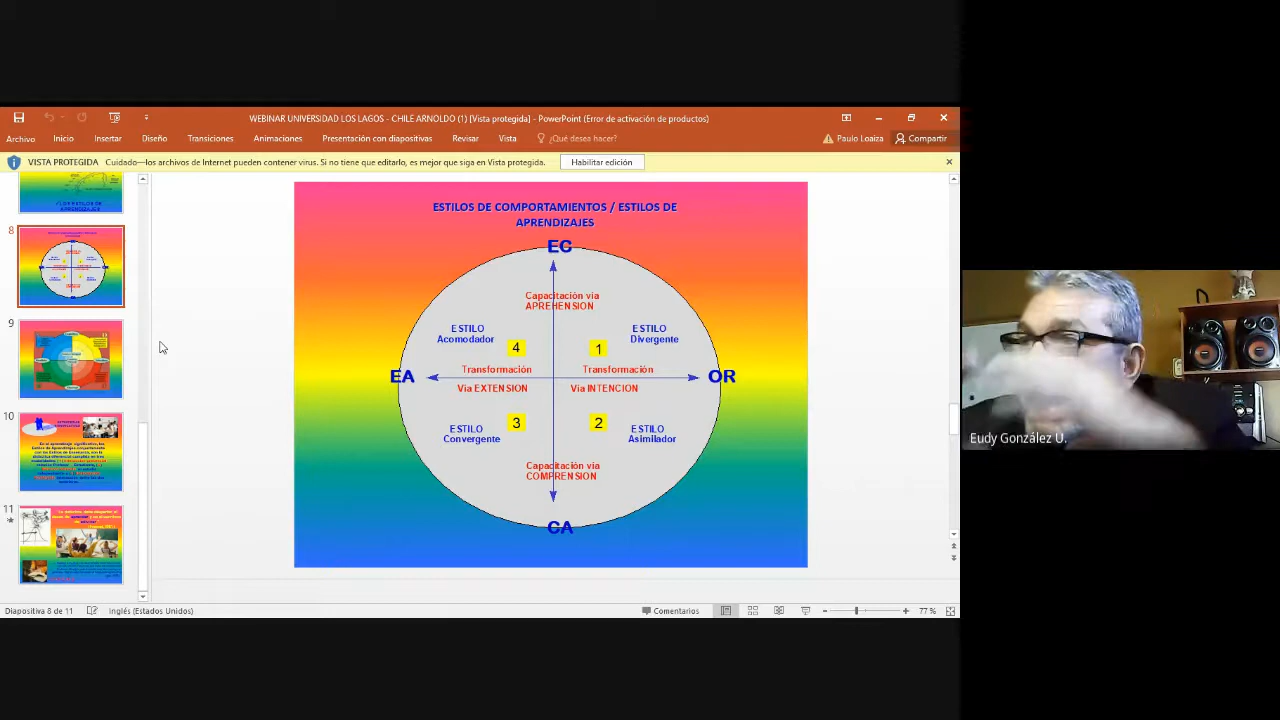 WEBINAR UNIVERSIDAD LOS LAGOS - CHILE ARNOLDO (1) [Vista protegida] - PowerPoint (Error de activación de productos)
Archivo Inicio Insertar Diseño Transiciones Animaciones Presentación con diapositivas Revisar Vista ¿Qué desea hacer? Paulo Loaiza Compartir
VISTA PROTEGIDA Cuidado—los archivos de Internet pueden contener virus. Si no tiene que editarlo, es mejor que siga en Vista protegida. Habilitar edición
8
9
10
11
ESTILOS DE COMPORTAMIENTOS / ESTILOS DE
APRENDIZAJES
EC
Capacitación via
APREHENSION
ESTILO
Acomodador
4
1
ESTILO
Divergente
Transformación
Via EXTENSION
Transformación
Via INTENCION
EA
OR
ESTILO
Convergente
3
2
ESTILO
Asimilador
Capacitación via
COMPRENSION
CA
Eudy González U.
Diapositiva 8 de 11 Inglés (Estados Unidos) Comentarios 77 %